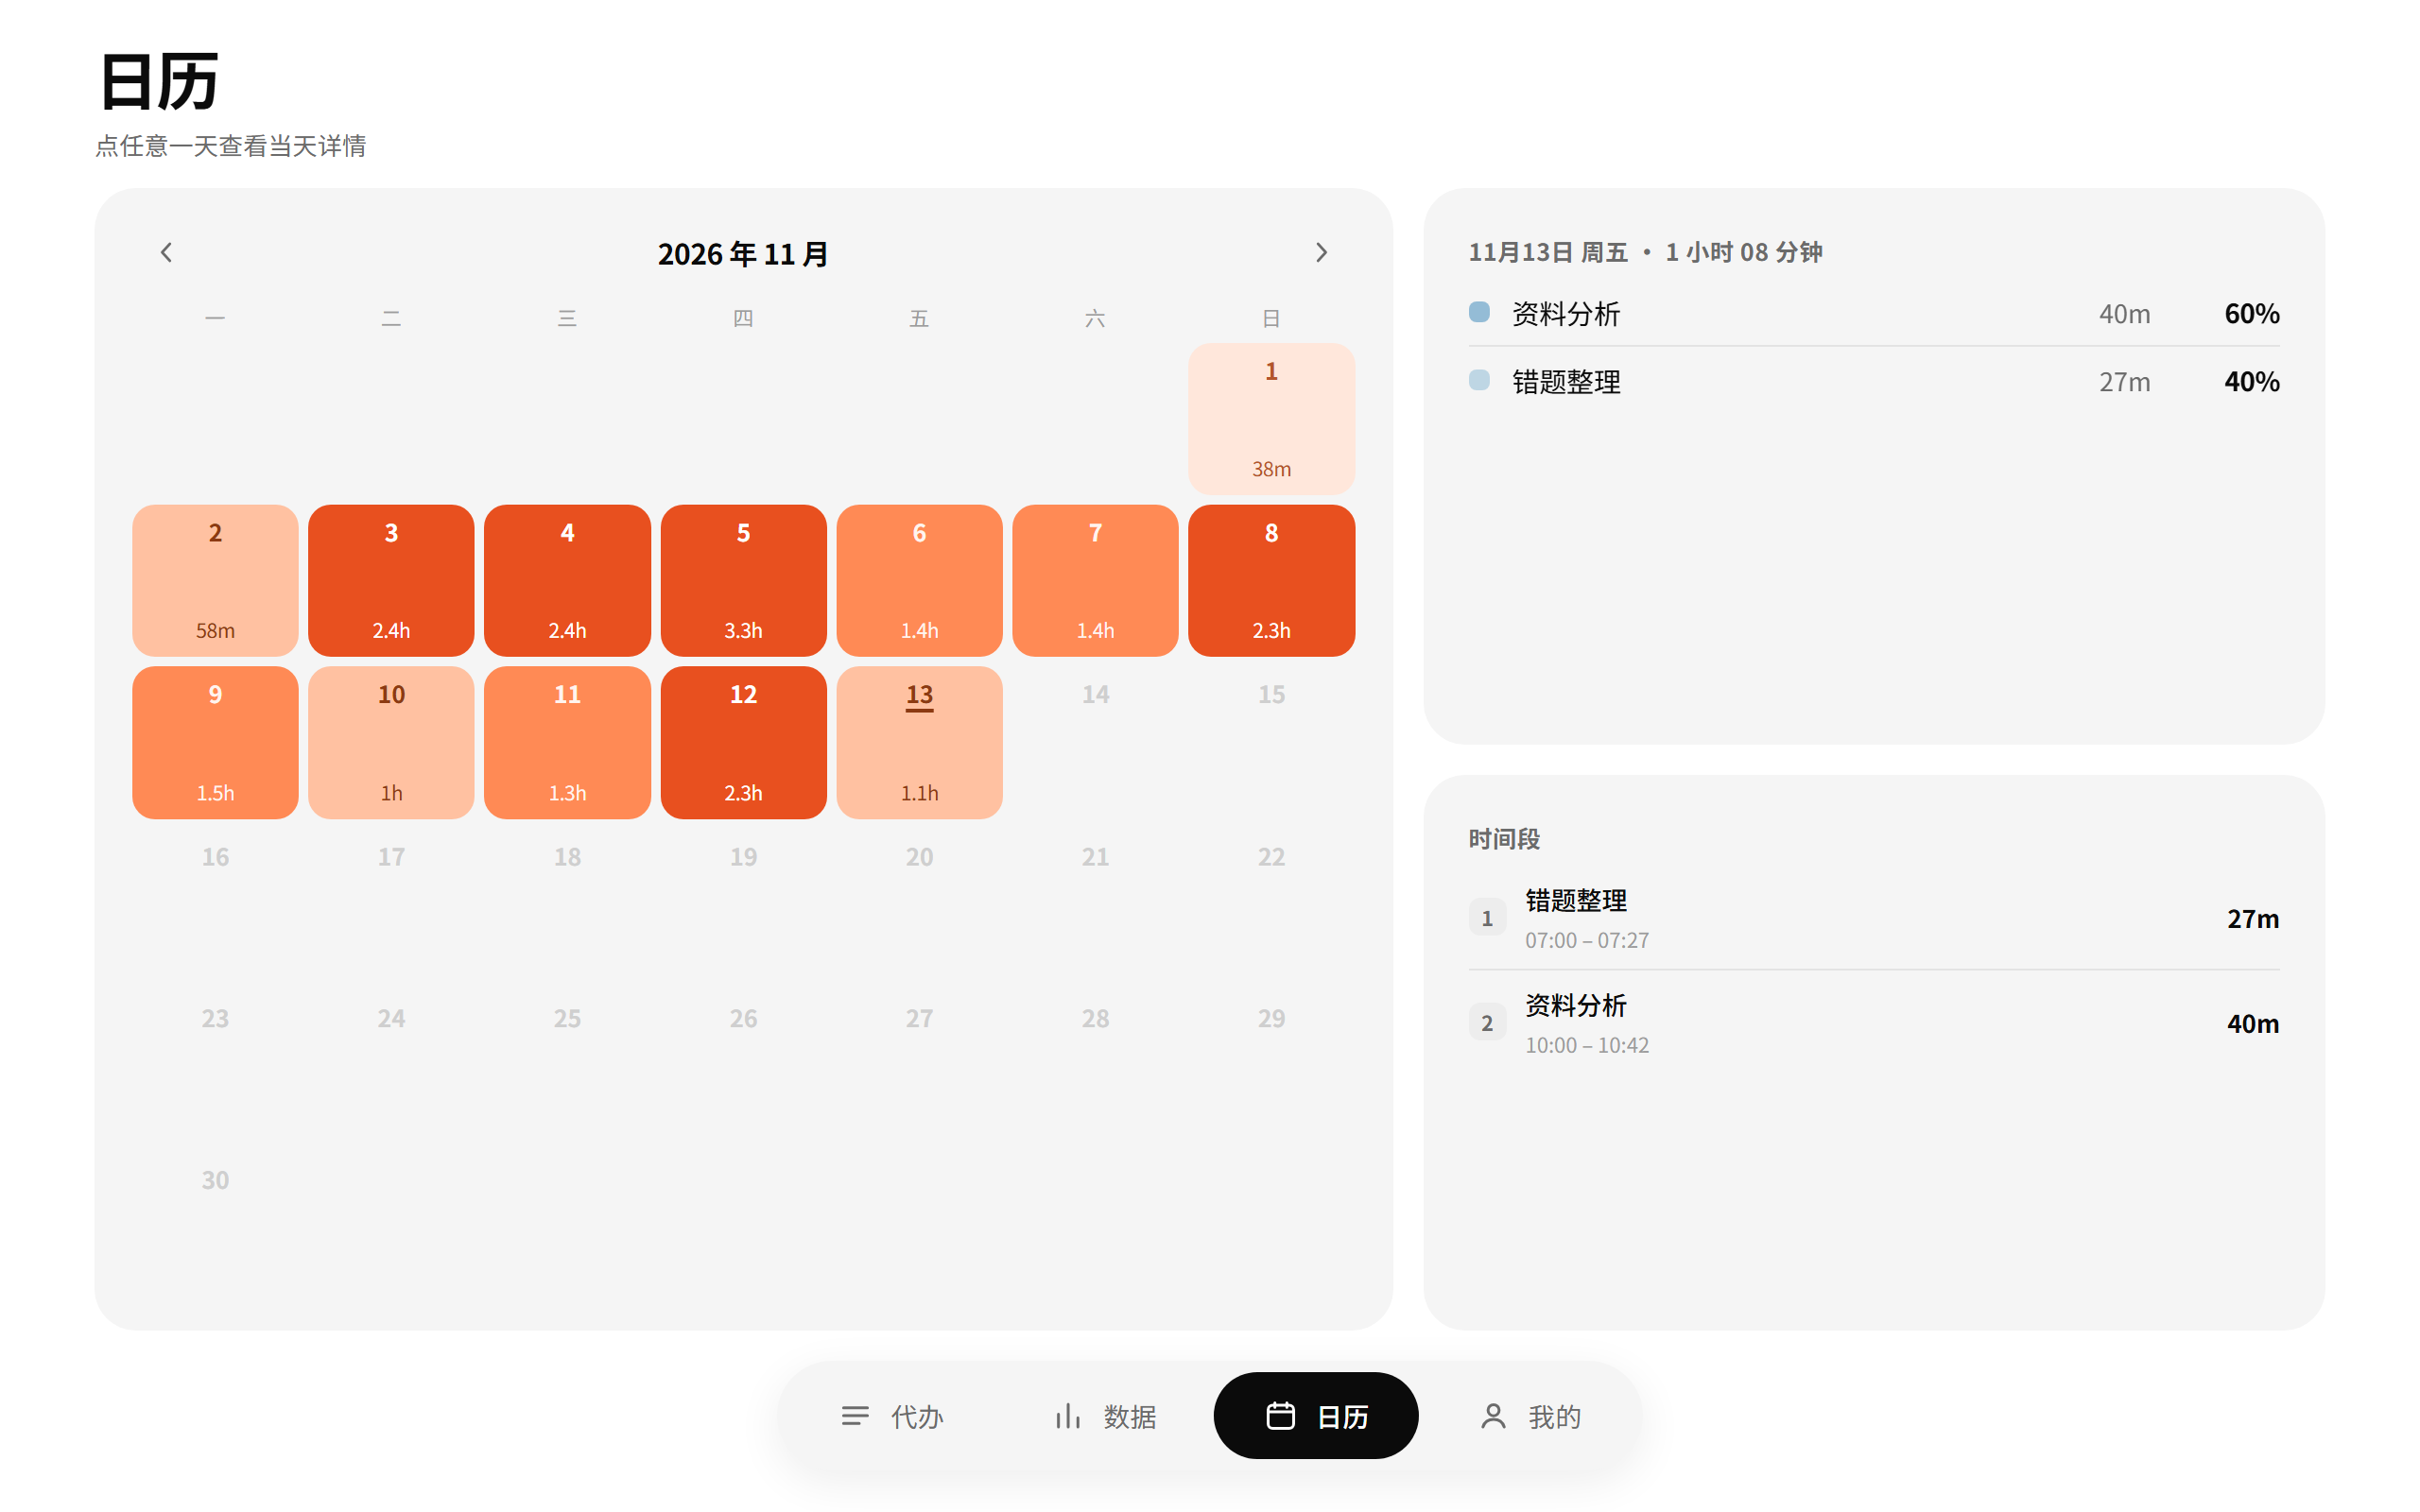 日历
点任意一天查看当天详情
2026 年 11 月
一 二 三 四 五 六 日
1
38m
2 3 4 5 6 7 8
58m 2.4h 2.4h 3.3h 1.4h 1.4h 2.3h
9 10 11 12 13 14 15
1.5h 1h 1.3h 2.3h 1.1h
16 17 18 19 20 21 22
23 24 25 26 27 28 29
30
11月13日 周五 · 1 小时 08 分钟
资料分析 40m 60%
错题整理 27m 40%
时间段
1 错题整理 27m
07:00 – 07:27
2 资料分析 40m
10:00 – 10:42
代办 数据 日历 我的